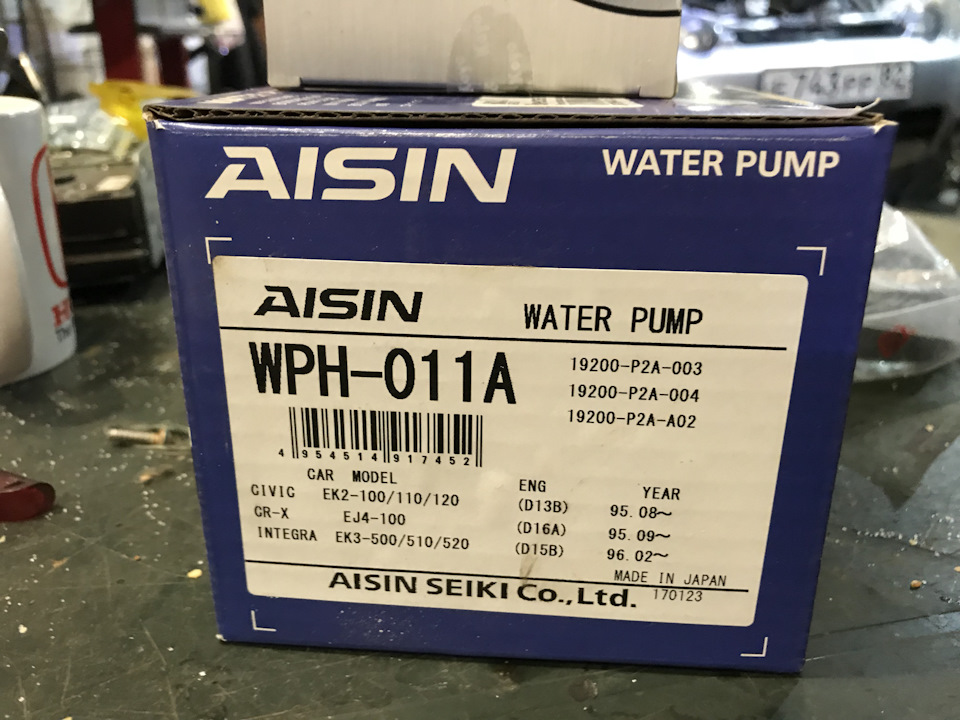 AISIN WATER PUMP
AISIN WATER PUMP
WPH-011A
19200-P2A-003
19200-P2A-004
19200-P2A-A02
4 954514 917452
CAR MODEL ENG YEAR
CIVIC EK2-100/110/120 (D13B) 95.08~
CR-X EJ4-100 (D16A) 95.09~
INTEGRA EK3-500/510/520 (D15B) 96.02~
MADE IN JAPAN
AISIN SEIKI Co.,Ltd. 170123